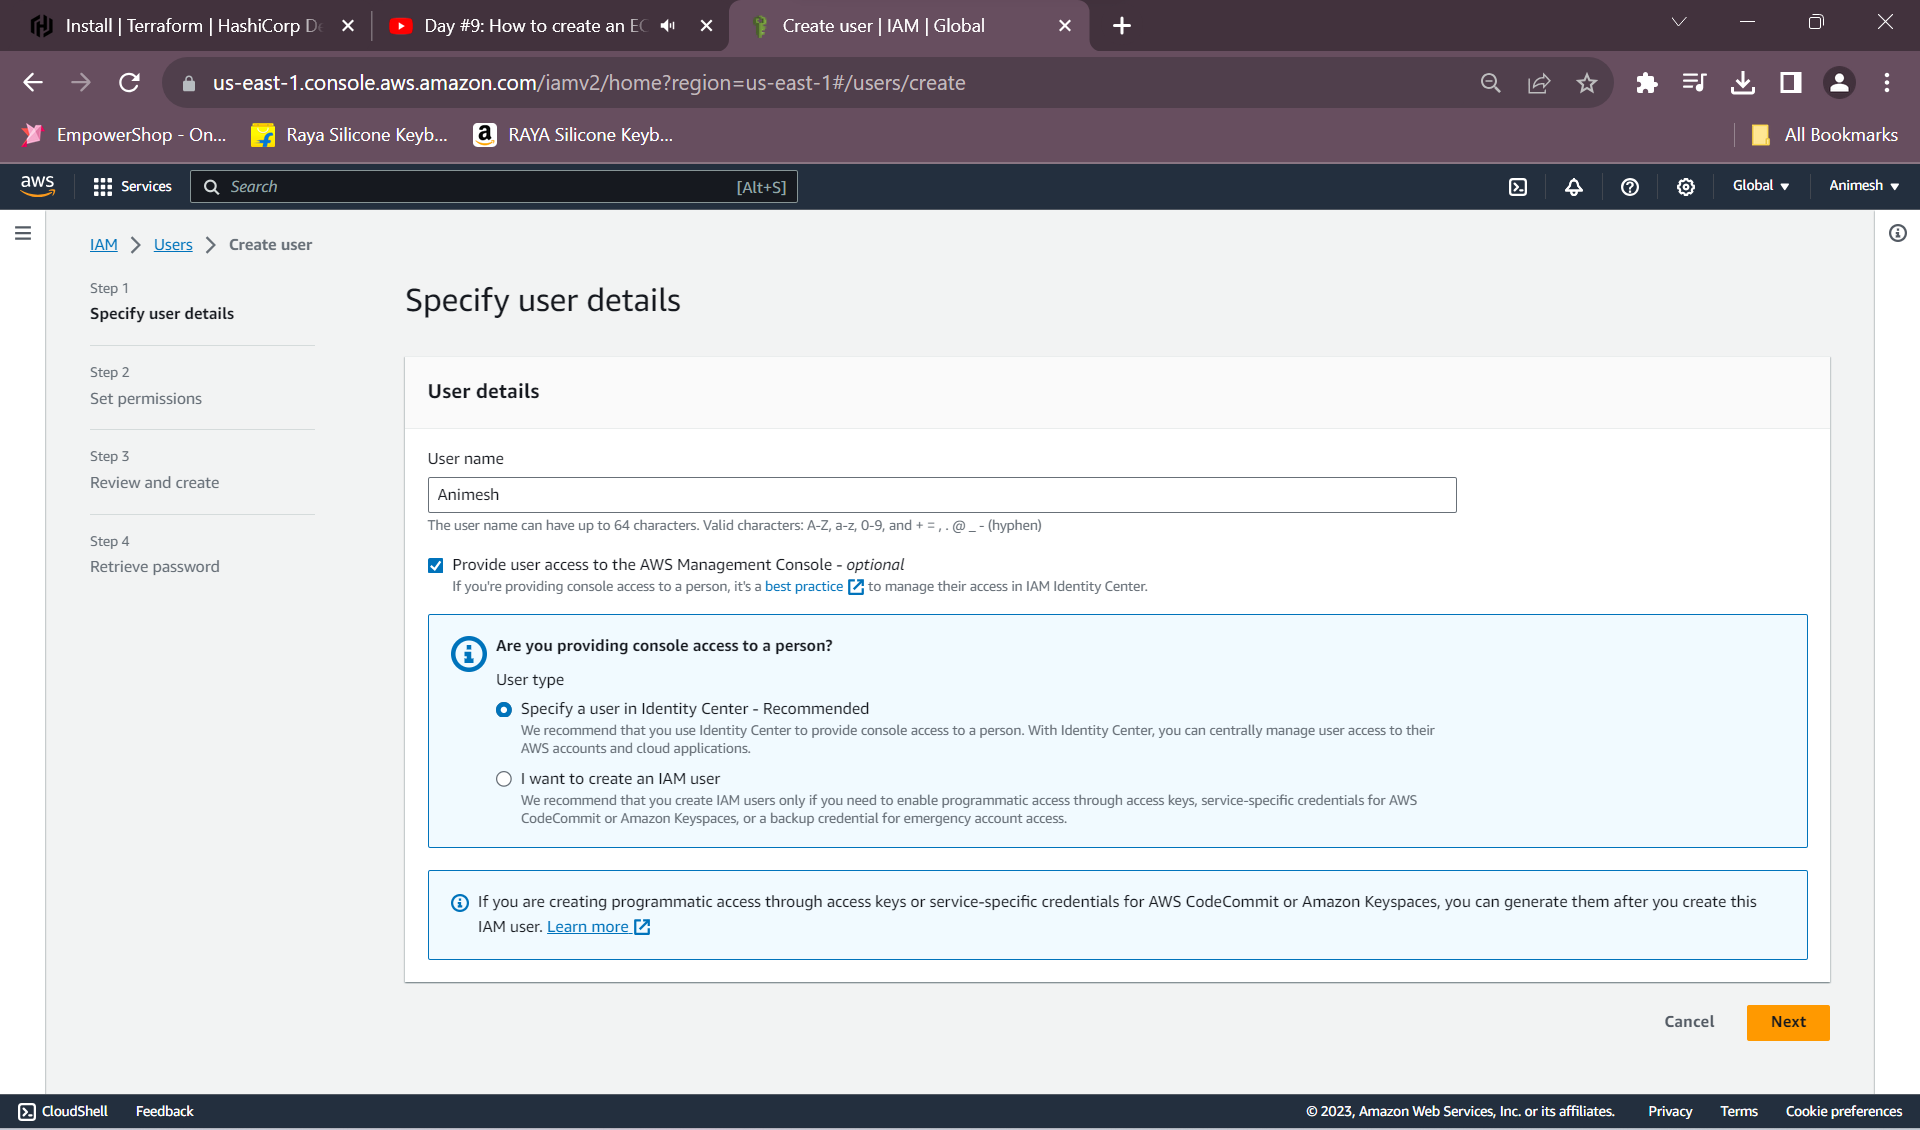 Install | Terraform | HashiCorp De
Day #9: How to create an EC
Create user | IAM | Global
us-east-1.console.aws.amazon.com/iamv2/home?region=us-east-1#/users/create
EmpowerShop - On...
Raya Silicone Keyb...
RAYA Silicone Keyb...
All Bookmarks
aws
Services
Search
[Alt+S]
Global
Animesh
IAM
Users
Create user
Step 1
Specify user details
Step 2
Set permissions
Step 3
Review and create
Step 4
Retrieve password
Specify user details
User details
User name
Animesh
The user name can have up to 64 characters. Valid characters: A-Z, a-z, 0-9, and + = , . @ _ - (hyphen)
Provide user access to the AWS Management Console - optional
If you're providing console access to a person, it's a best practice to manage their access in IAM Identity Center.
Are you providing console access to a person?
User type
Specify a user in Identity Center - Recommended
We recommend that you use Identity Center to provide console access to a person. With Identity Center, you can centrally manage user access to their
AWS accounts and cloud applications.
I want to create an IAM user
We recommend that you create IAM users only if you need to enable programmatic access through access keys, service-specific credentials for AWS
CodeCommit or Amazon Keyspaces, or a backup credential for emergency account access.
If you are creating programmatic access through access keys or service-specific credentials for AWS CodeCommit or Amazon Keyspaces, you can generate them after you create this
IAM user. Learn more
Cancel
Next
CloudShell
Feedback
© 2023, Amazon Web Services, Inc. or its affiliates.
Privacy
Terms
Cookie preferences